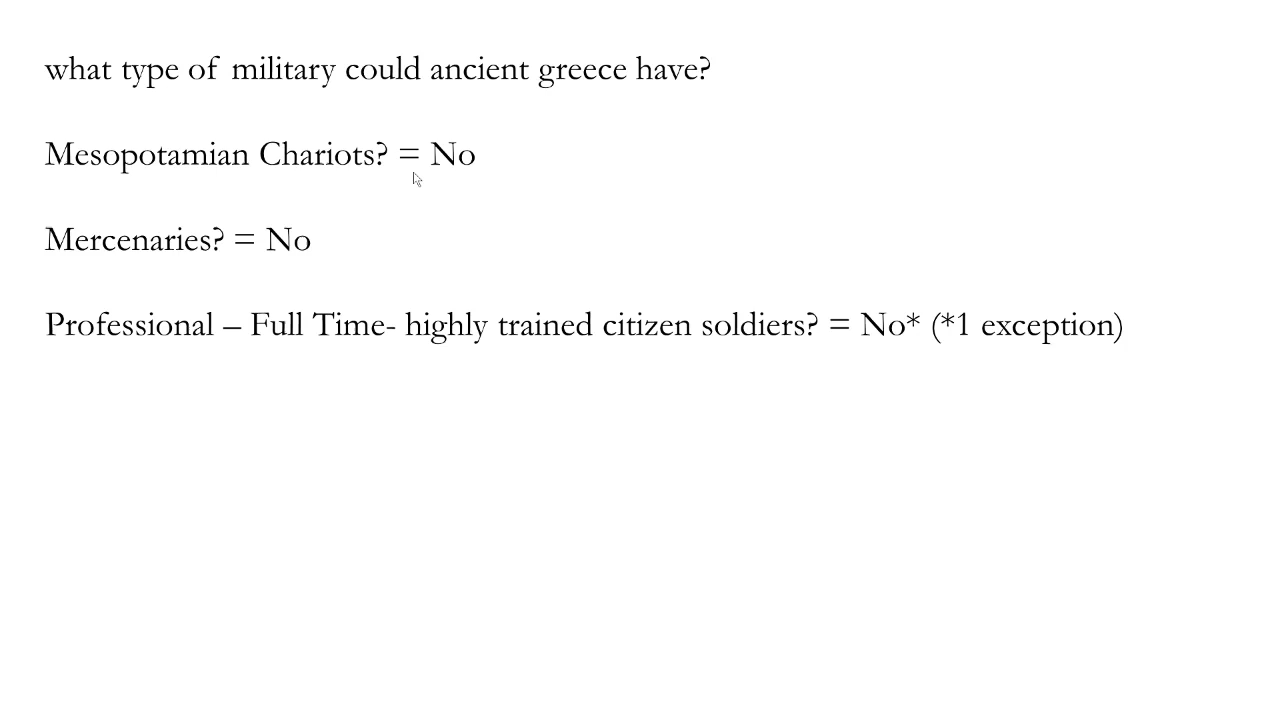 what type of military could ancient greece have?
Mesopotamian Chariots? = No
Mercenaries? = No
Professional – Full Time- highly trained citizen soldiers? = No* (*1 exception)